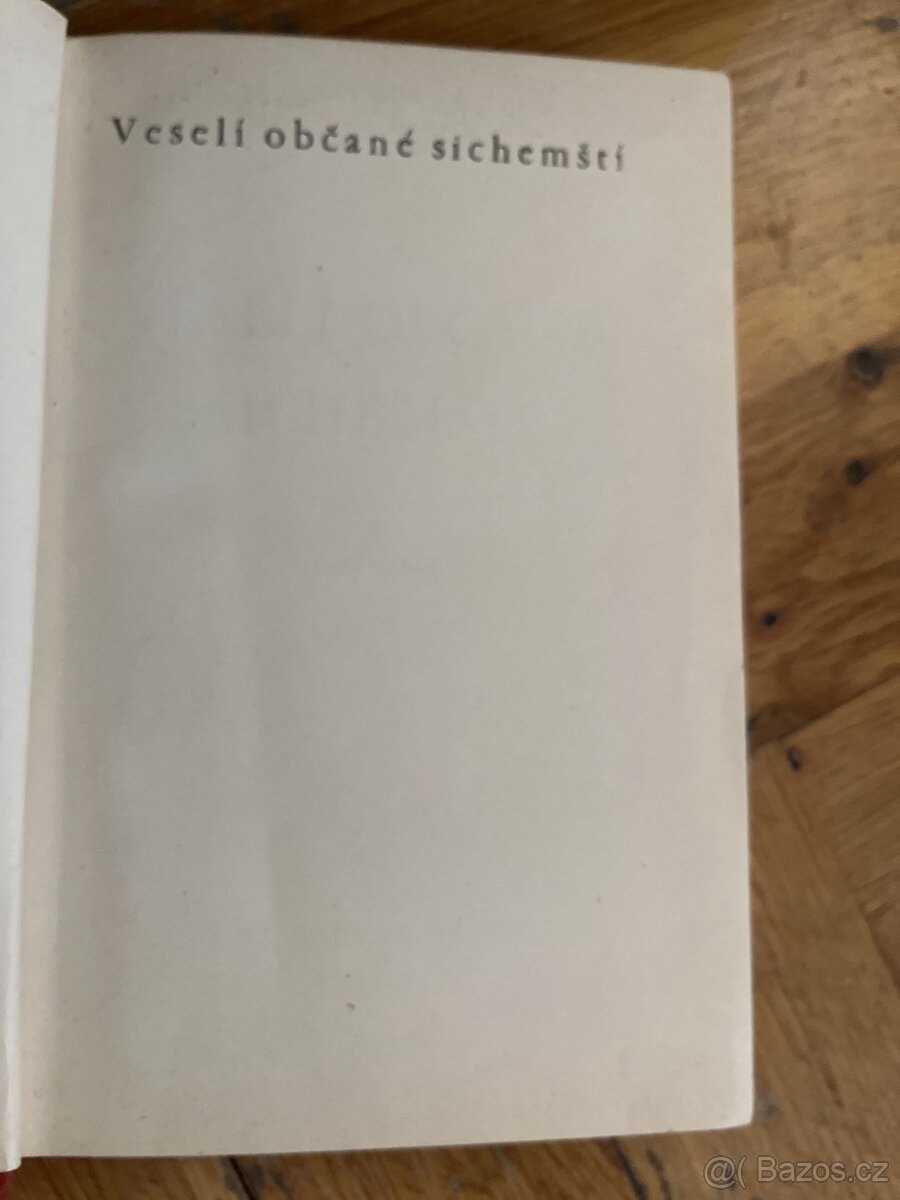 Veselí občané sichemští
@( Bazos.cz